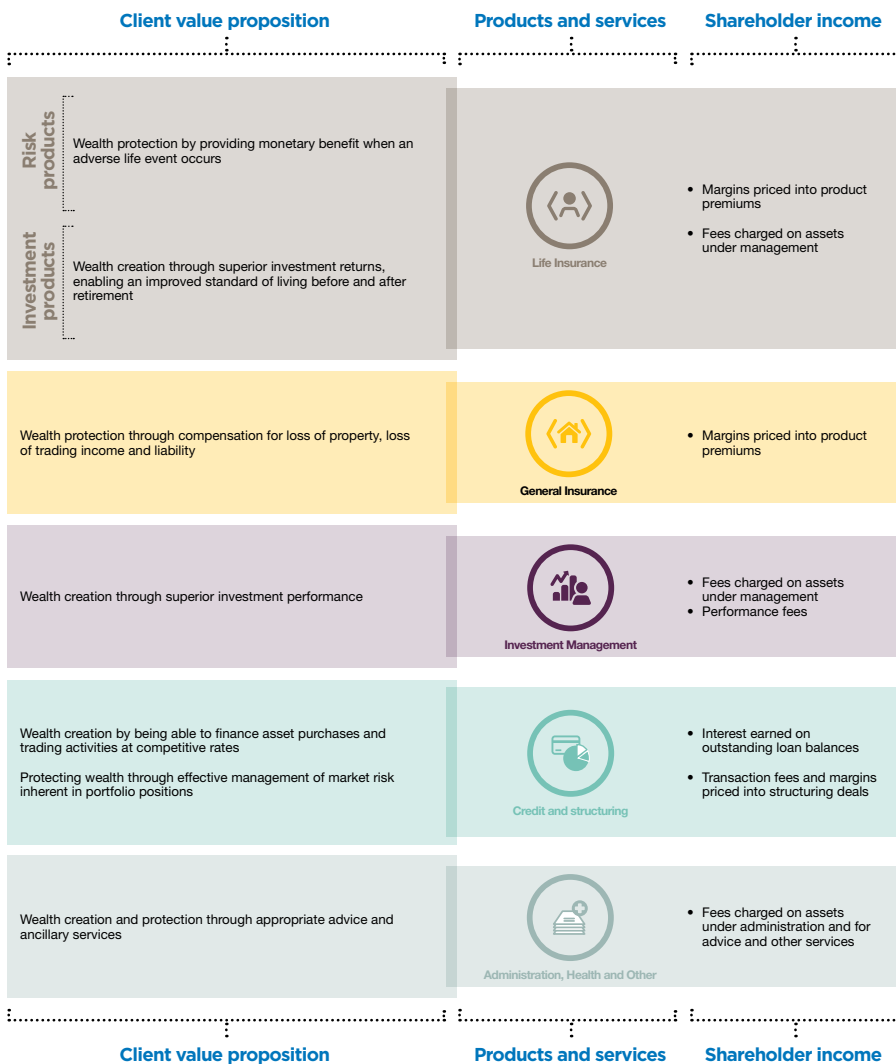 Client value proposition
Products and services
Shareholder income
Risk
products
Wealth protection by providing monetary benefit when an
adverse life event occurs
Investment
products
Wealth creation through superior investment returns,
enabling an improved standard of living before and after
retirement
Life Insurance
• Margins priced into product
premiums
• Fees charged on assets
under management
Wealth protection through compensation for loss of property, loss
of trading income and liability
General Insurance
• Margins priced into product
premiums
Wealth creation through superior investment performance
Investment Management
• Fees charged on assets
under management
• Performance fees
Wealth creation by being able to finance asset purchases and
trading activities at competitive rates
Protecting wealth through effective management of market risk
inherent in portfolio positions
Credit and structuring
• Interest earned on
outstanding loan balances
• Transaction fees and margins
priced into structuring deals
Wealth creation and protection through appropriate advice and
ancillary services
Administration, Health and Other
• Fees charged on assets
under administration and for
advice and other services
Client value proposition
Products and services
Shareholder income